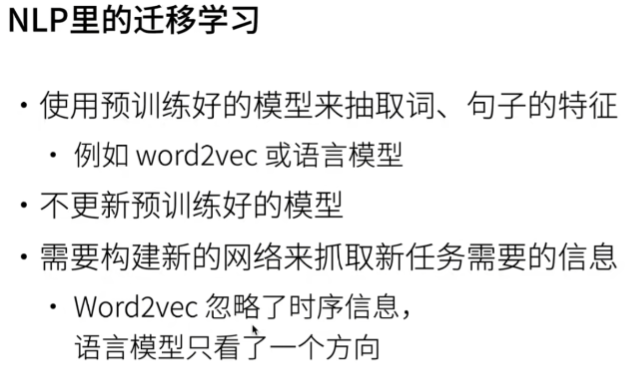 NLP里的迁移学习
• 使用预训练好的模型来抽取词、句子的特征
• 例如 word2vec 或语言模型
• 不更新预训练好的模型
• 需要构建新的网络来抓取新任务需要的信息
• Word2vec 忽略了时序信息，
语言模型只看了一个方向